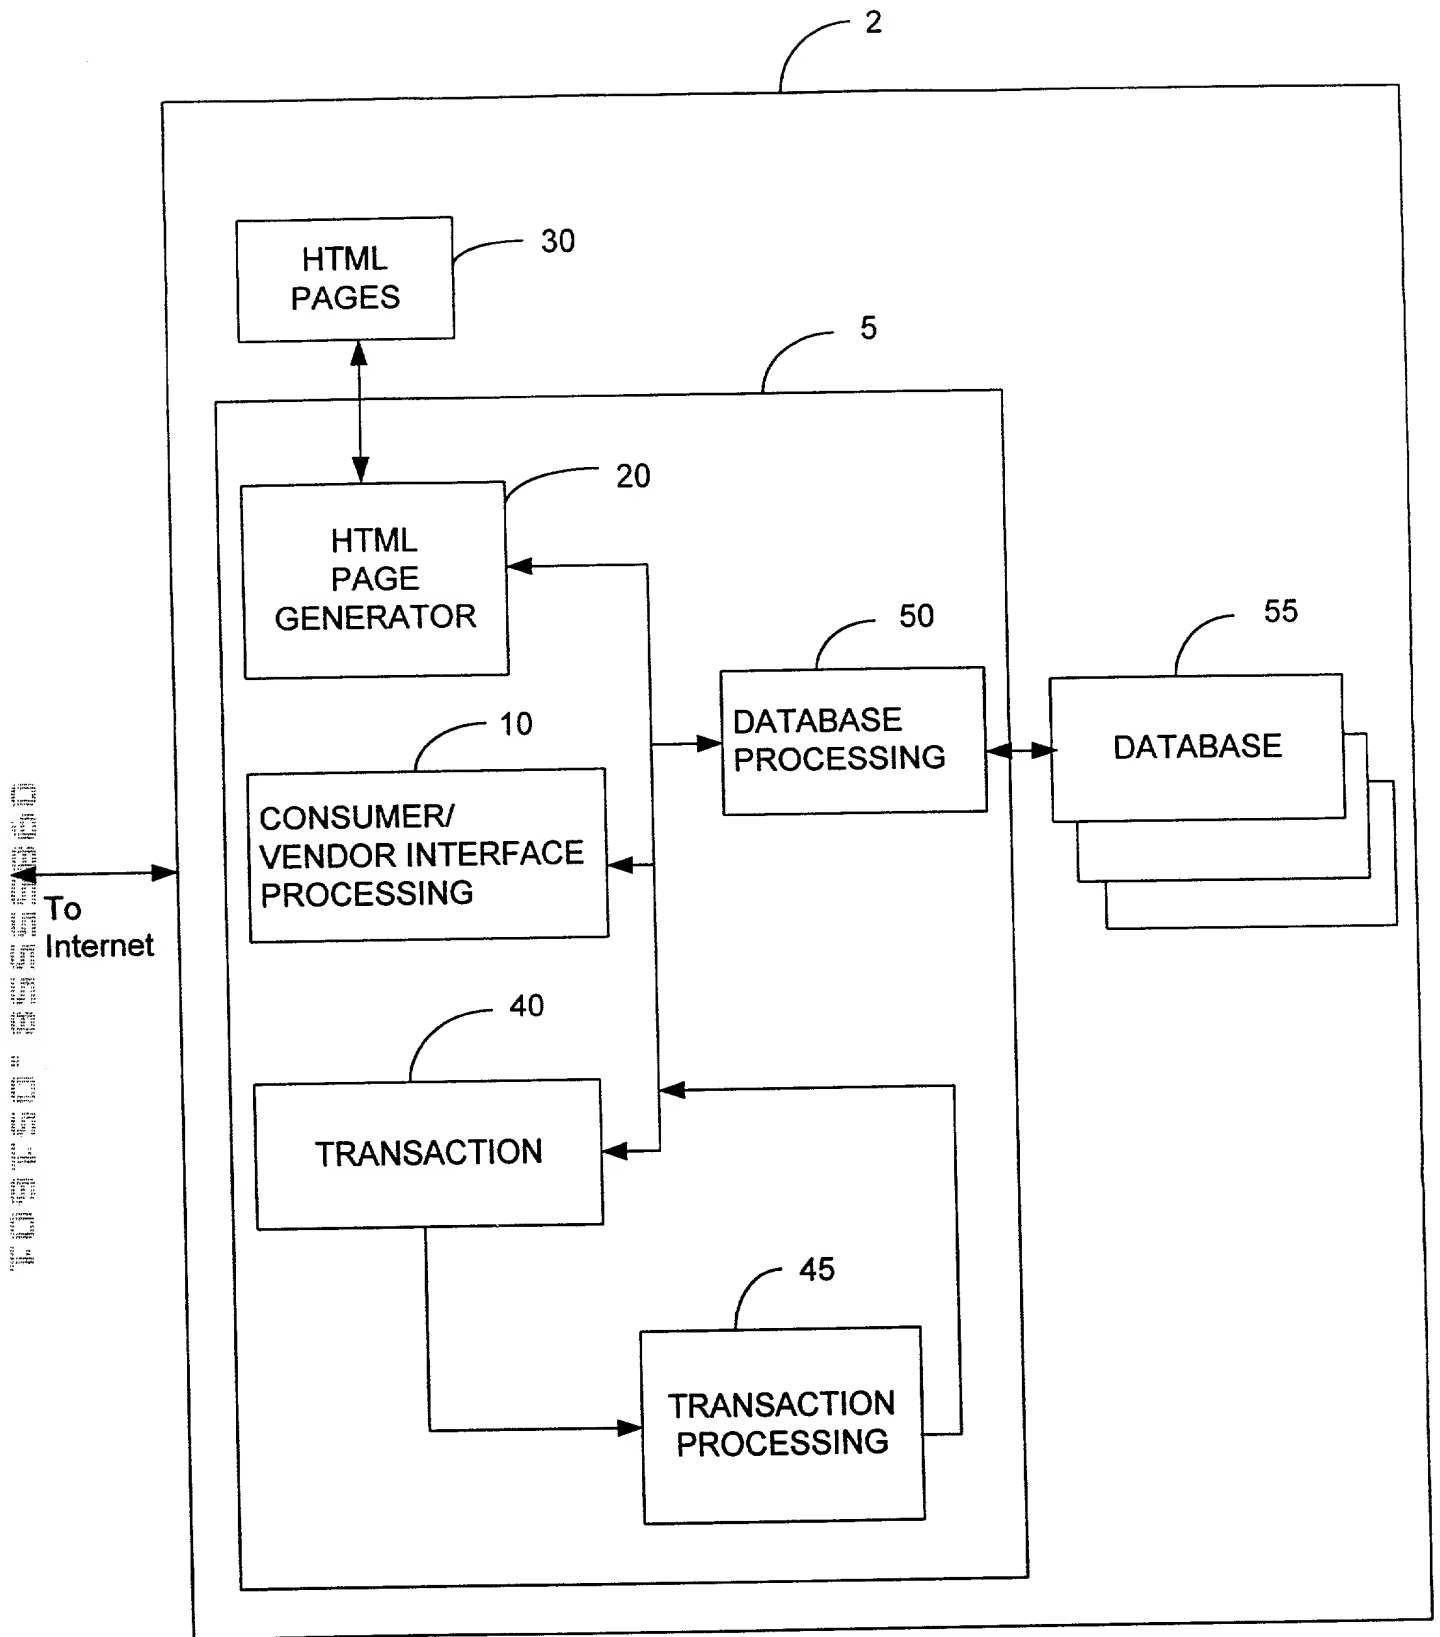 2
HTML
PAGES
30
5
HTML
PAGE
GENERATOR
20
50
55
DATABASE
PROCESSING
DATABASE
10
CONSUMER/
VENDOR INTERFACE
PROCESSING
To
Internet
40
TRANSACTION
45
TRANSACTION
PROCESSING